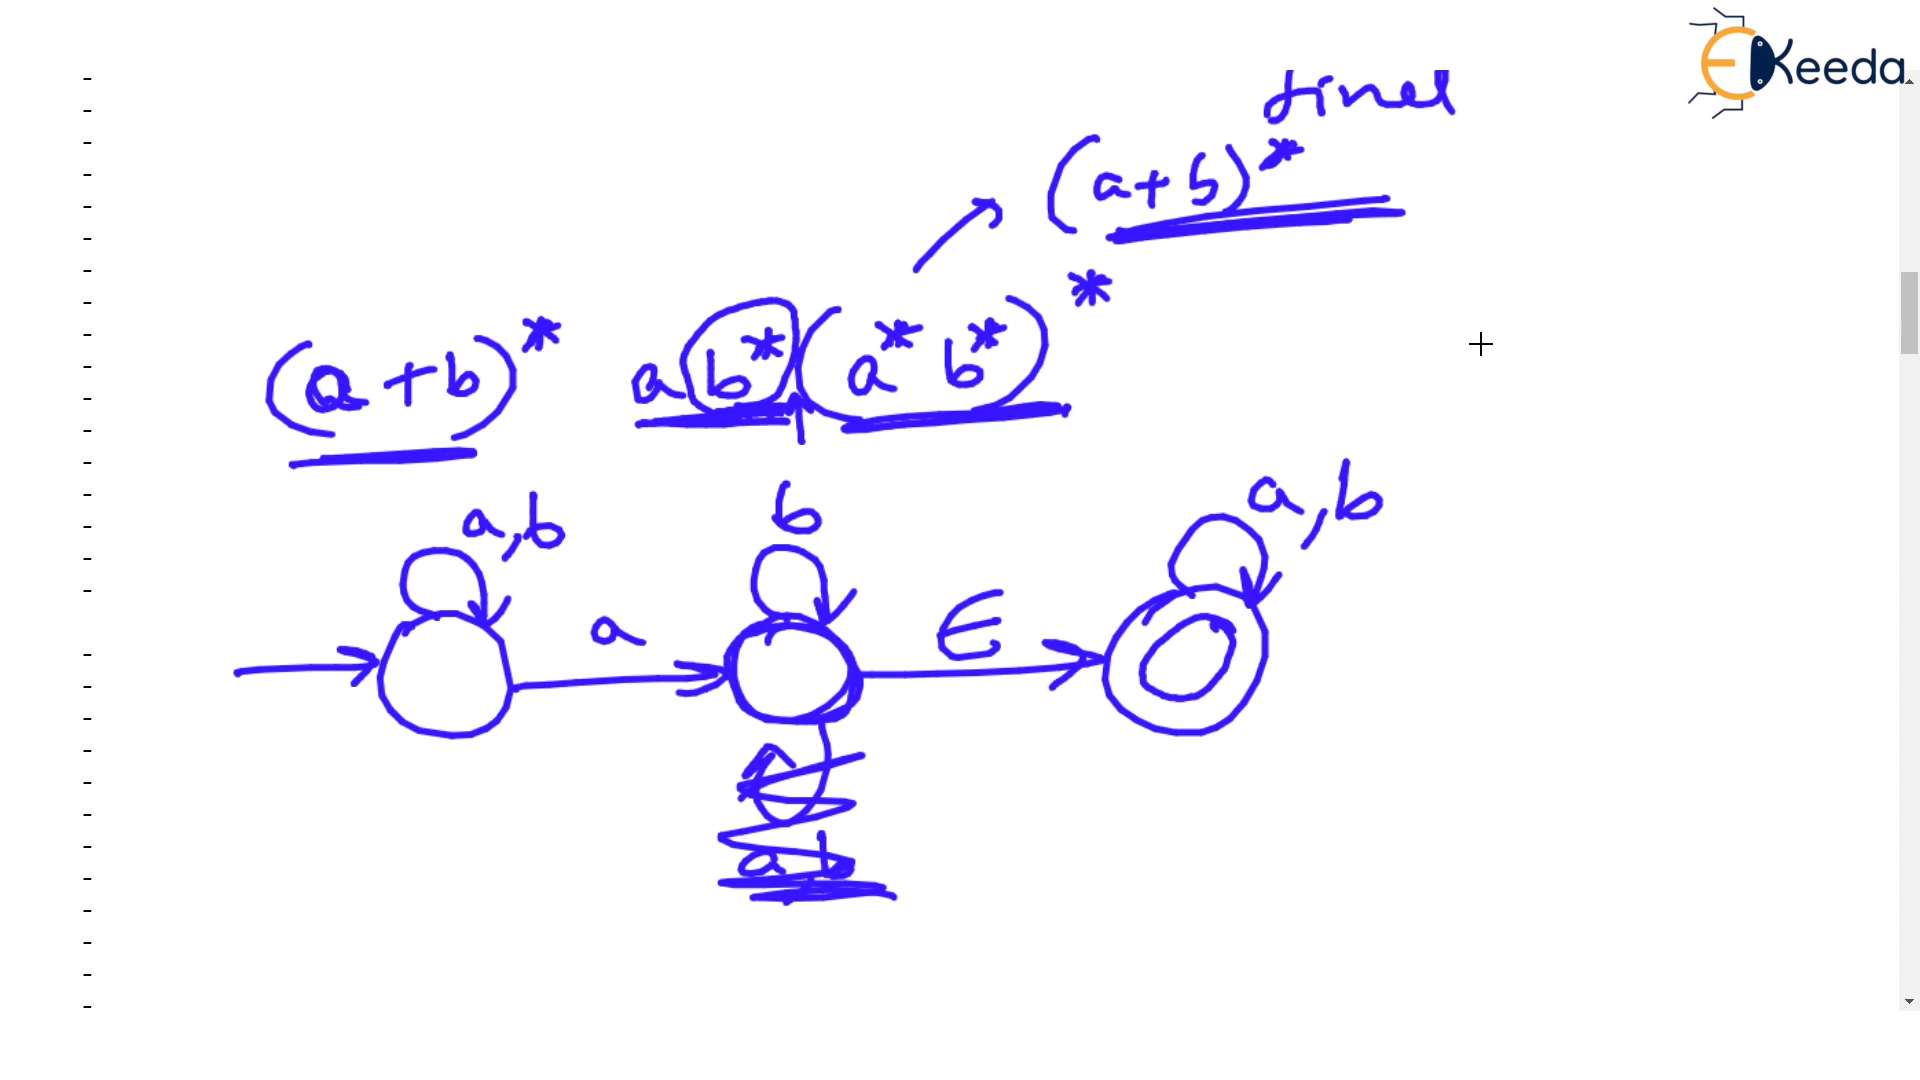 EKeeda
final
(a+b)*
(a+b)* ab*(a*b*)*
a,b b a,b
a ∈
a,b